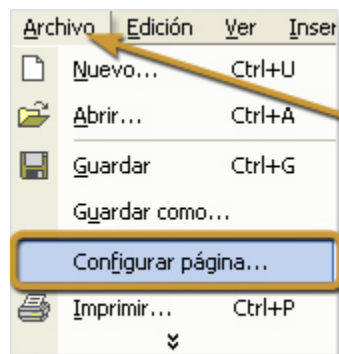 Archivo Edición Ver Inser
Nuevo... Ctrl+U
Abrir... Ctrl+A
Guardar Ctrl+G
Guardar como...
Configurar página...
Imprimir... Ctrl+P